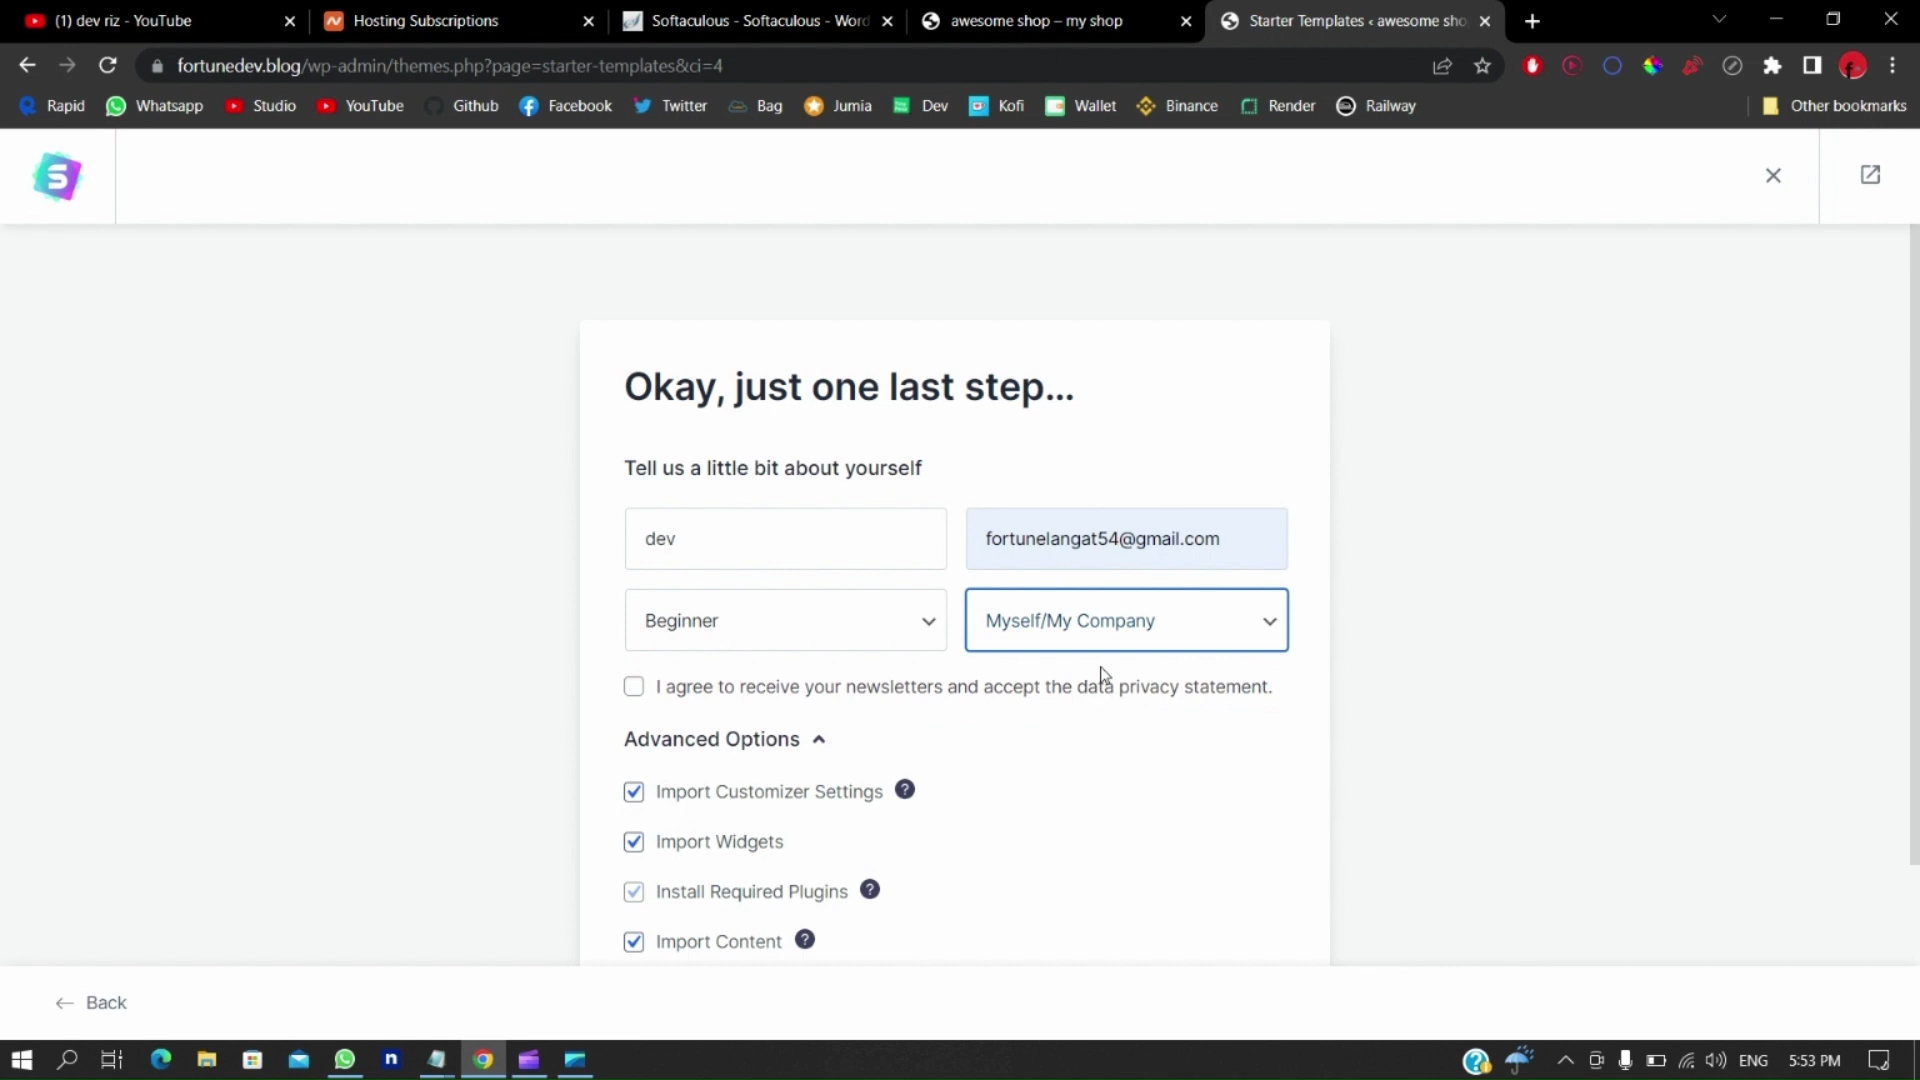 (1) dev riz - YouTube
Hosting Subscriptions
Softaculous - Softaculous - Word
awesome shop – my shop
Starter Templates ‹ awesome sho
fortunedev.blog/wp-admin/themes.php?page=starter-templates&ci=4
Rapid
Whatsapp
Studio
YouTube
Github
Facebook
Twitter
Bag
Jumia
Dev
Kofi
Wallet
Binance
Render
Railway
Other bookmarks
S
Okay, just one last step...
Tell us a little bit about yourself
dev
fortunelangat54@gmail.com
Beginner
Myself/My Company
I agree to receive your newsletters and accept the data privacy statement.
Advanced Options
Import Customizer Settings ?
Import Widgets
Install Required Plugins ?
Import Content ?
← Back
ENG
5:53 PM